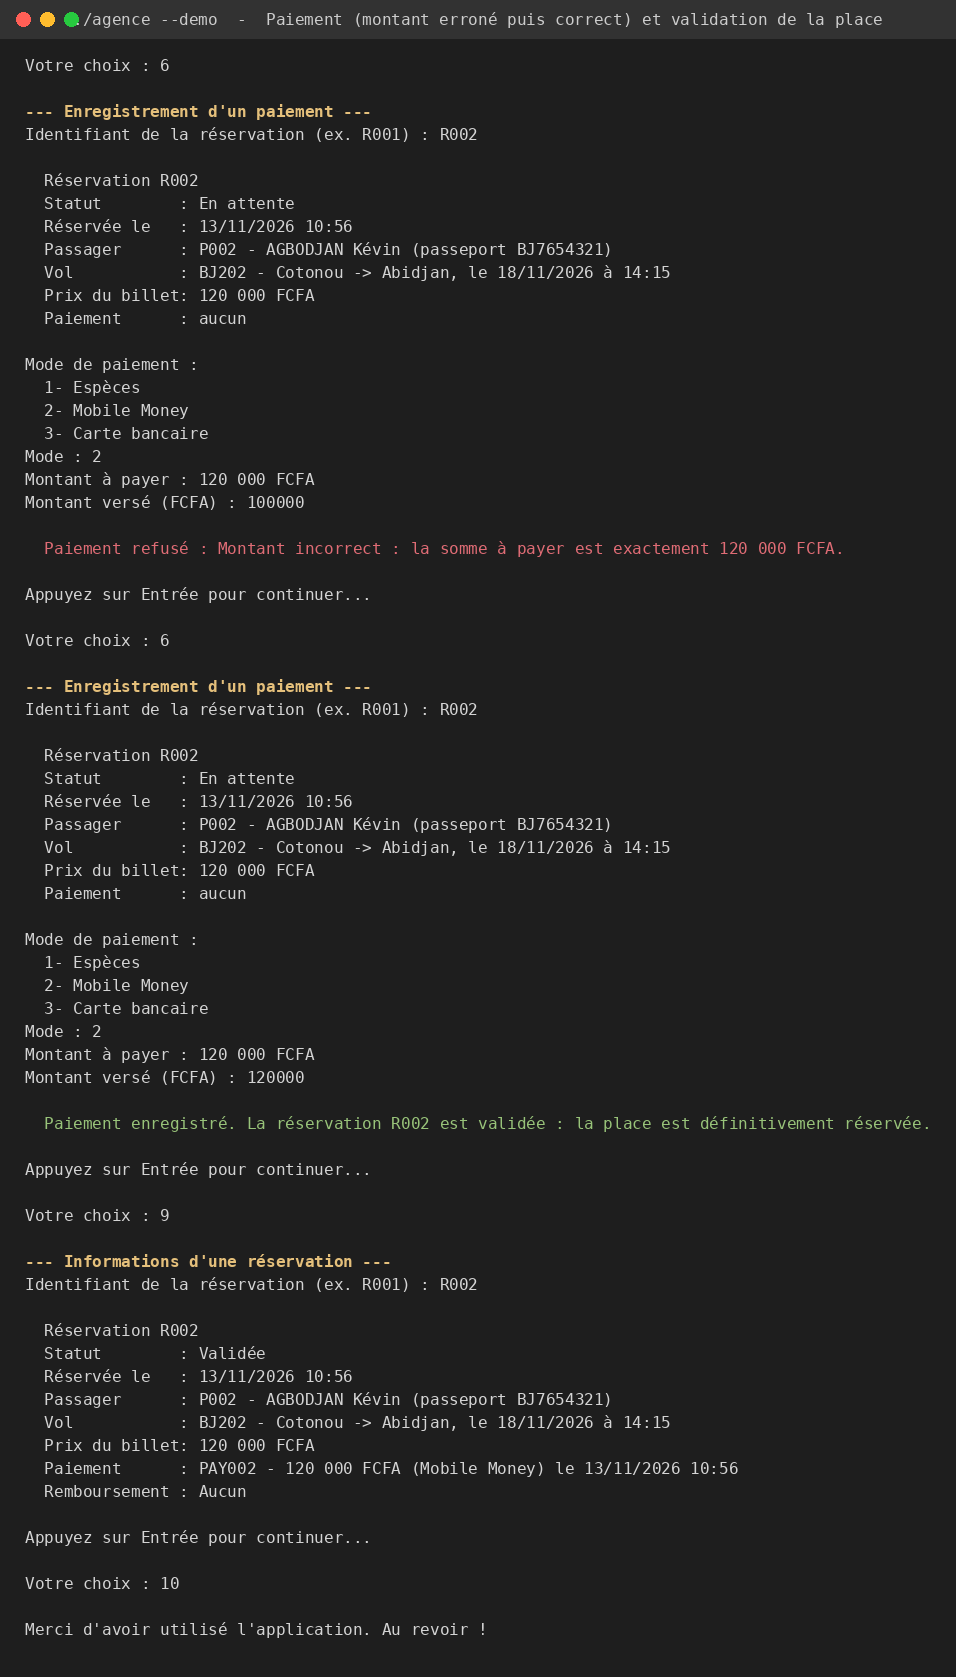 ./agence --demo  -  Paiement (montant erroné puis correct) et validation de la place
Votre choix : 6
--- Enregistrement d'un paiement ---
Identifiant de la réservation (ex. R001) : R002
Réservation R002
Statut        : En attente
Réservée le   : 13/11/2026 10:56
Passager      : P002 - AGBODJAN Kévin (passeport BJ7654321)
Vol           : BJ202 - Cotonou -> Abidjan, le 18/11/2026 à 14:15
Prix du billet: 120 000 FCFA
Paiement      : aucun
Mode de paiement :
1- Espèces
2- Mobile Money
3- Carte bancaire
Mode : 2
Montant à payer : 120 000 FCFA
Montant versé (FCFA) : 100000
Paiement refusé : Montant incorrect : la somme à payer est exactement 120 000 FCFA.
Appuyez sur Entrée pour continuer...
Votre choix : 6
--- Enregistrement d'un paiement ---
Identifiant de la réservation (ex. R001) : R002
Réservation R002
Statut        : En attente
Réservée le   : 13/11/2026 10:56
Passager      : P002 - AGBODJAN Kévin (passeport BJ7654321)
Vol           : BJ202 - Cotonou -> Abidjan, le 18/11/2026 à 14:15
Prix du billet: 120 000 FCFA
Paiement      : aucun
Mode de paiement :
1- Espèces
2- Mobile Money
3- Carte bancaire
Mode : 2
Montant à payer : 120 000 FCFA
Montant versé (FCFA) : 120000
Paiement enregistré. La réservation R002 est validée : la place est définitivement réservée.
Appuyez sur Entrée pour continuer...
Votre choix : 9
--- Informations d'une réservation ---
Identifiant de la réservation (ex. R001) : R002
Réservation R002
Statut        : Validée
Réservée le   : 13/11/2026 10:56
Passager      : P002 - AGBODJAN Kévin (passeport BJ7654321)
Vol           : BJ202 - Cotonou -> Abidjan, le 18/11/2026 à 14:15
Prix du billet: 120 000 FCFA
Paiement      : PAY002 - 120 000 FCFA (Mobile Money) le 13/11/2026 10:56
Remboursement : Aucun
Appuyez sur Entrée pour continuer...
Votre choix : 10
Merci d'avoir utilisé l'application. Au revoir !